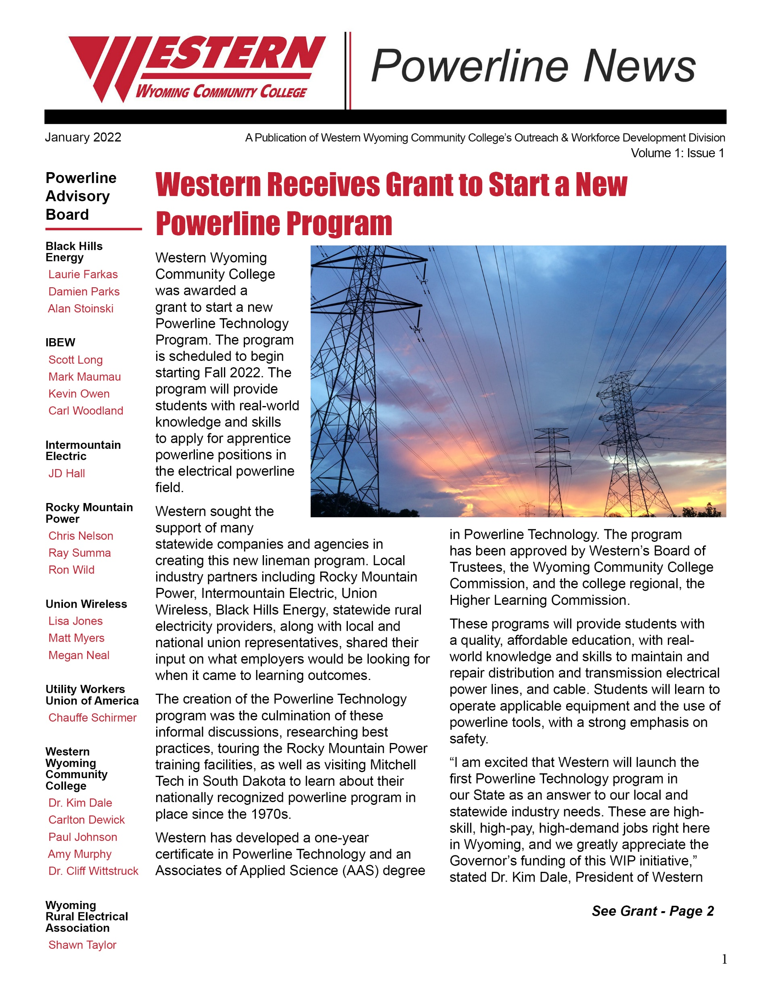 WESTERN
WYOMING COMMUNITY COLLEGE
Powerline News
January 2022
A Publication of Western Wyoming Community College’s Outreach & Workforce Development Division
Volume 1: Issue 1
Powerline
Advisory
Board
Black Hills
Energy
Laurie Farkas
Damien Parks
Alan Stoinski
IBEW
Scott Long
Mark Maumau
Kevin Owen
Carl Woodland
Intermountain
Electric
JD Hall
Rocky Mountain
Power
Chris Nelson
Ray Summa
Ron Wild
Union Wireless
Lisa Jones
Matt Myers
Megan Neal
Utility Workers
Union of America
Chauffe Schirmer
Western
Wyoming
Community
College
Dr. Kim Dale
Carlton Dewick
Paul Johnson
Amy Murphy
Dr. Cliff Wittstruck
Wyoming
Rural Electrical
Association
Shawn Taylor
Western Receives Grant to Start a New
Powerline Program
Western Wyoming
Community College
was awarded a
grant to start a new
Powerline Technology
Program. The program
is scheduled to begin
starting Fall 2022. The
program will provide
students with real-world
knowledge and skills
to apply for apprentice
powerline positions in
the electrical powerline
field.
Western sought the
support of many
statewide companies and agencies in
creating this new lineman program. Local
industry partners including Rocky Mountain
Power, Intermountain Electric, Union
Wireless, Black Hills Energy, statewide rural
electricity providers, along with local and
national union representatives, shared their
input on what employers would be looking for
when it came to learning outcomes.
The creation of the Powerline Technology
program was the culmination of these
informal discussions, researching best
practices, touring the Rocky Mountain Power
training facilities, as well as visiting Mitchell
Tech in South Dakota to learn about their
nationally recognized powerline program in
place since the 1970s.
Western has developed a one-year
certificate in Powerline Technology and an
Associates of Applied Science (AAS) degree
in Powerline Technology. The program
has been approved by Western’s Board of
Trustees, the Wyoming Community College
Commission, and the college regional, the
Higher Learning Commission.
These programs will provide students with
a quality, affordable education, with real-
world knowledge and skills to maintain and
repair distribution and transmission electrical
power lines, and cable. Students will learn to
operate applicable equipment and the use of
powerline tools, with a strong emphasis on
safety.
“I am excited that Western will launch the
first Powerline Technology program in
our State as an answer to our local and
statewide industry needs. These are high-
skill, high-pay, high-demand jobs right here
in Wyoming, and we greatly appreciate the
Governor’s funding of this WIP initiative,”
stated Dr. Kim Dale, President of Western
See Grant - Page 2
1